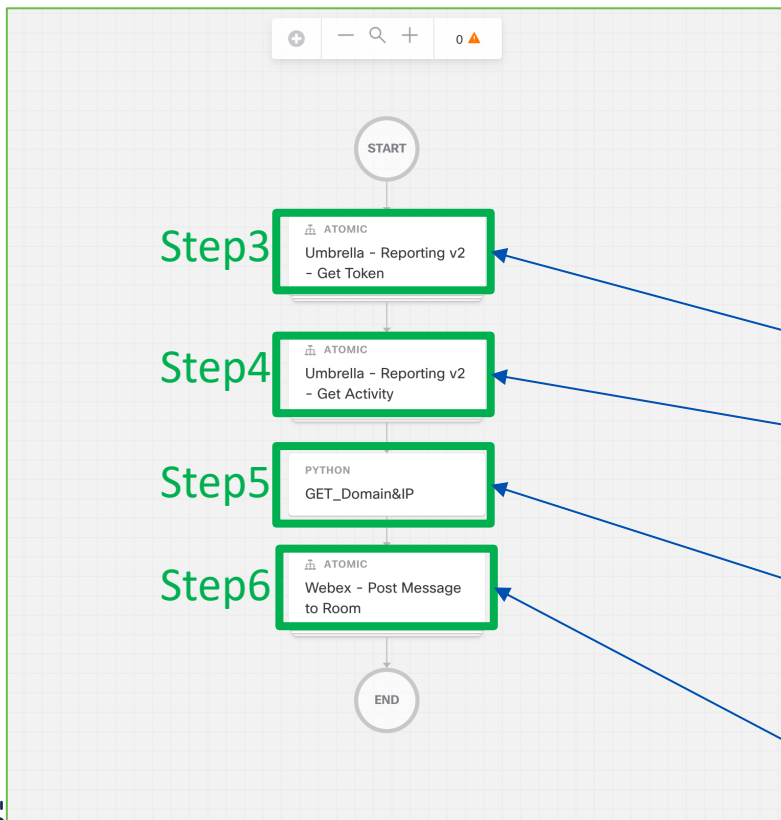 0
START
Step3
ATOMIC
Umbrella - Reporting v2
- Get Token
Step4
ATOMIC
Umbrella - Reporting v2
- Get Activity
Step5
PYTHON
GET_Domain&IP
Step6
ATOMIC
Webex - Post Message
to Room
END